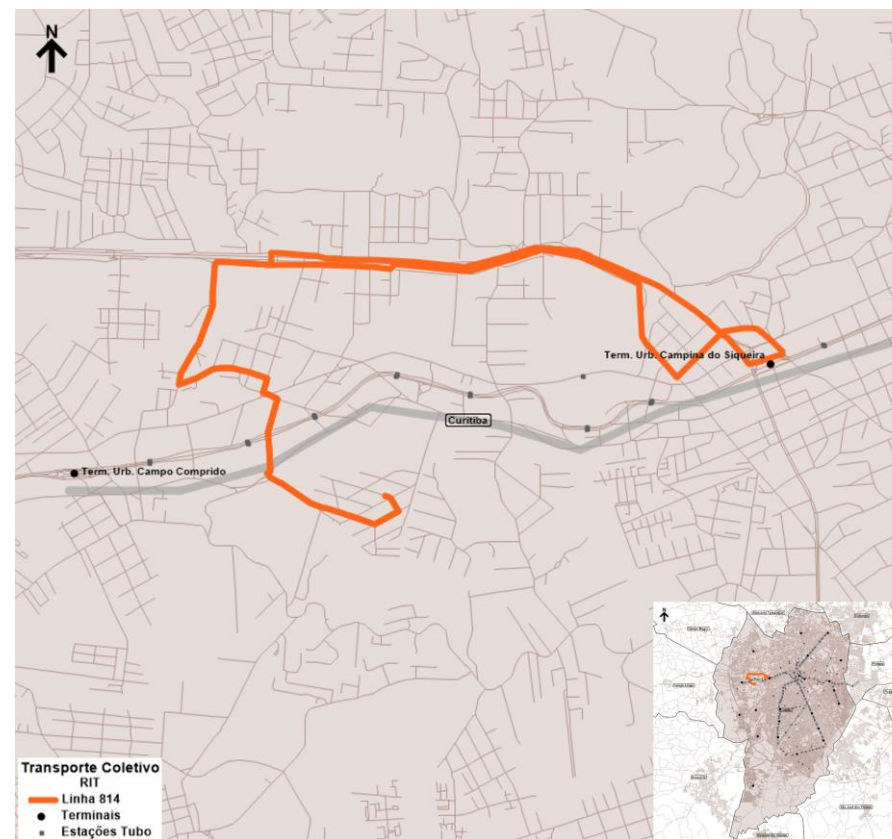 N
Term. Urb. Campina do Siqueira
Curitiba
Term. Urb. Campo Comprido
N
Transporte Coletivo
RIT
Linha 814
Terminais
Estações Tubo